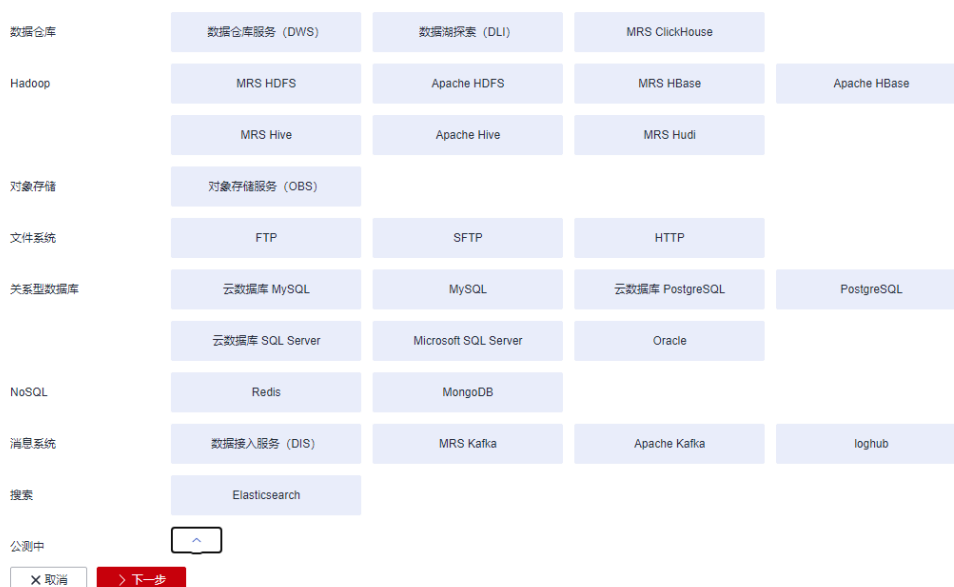 数据仓库 数据仓库服务（DWS） 数据湖探索（DLI） MRS ClickHouse
Hadoop MRS HDFS Apache HDFS MRS HBase Apache HBase
MRS Hive Apache Hive MRS Hudi
对象存储 对象存储服务（OBS）
文件系统 FTP SFTP HTTP
关系型数据库 云数据库 MySQL MySQL 云数据库 PostgreSQL PostgreSQL
云数据库 SQL Server Microsoft SQL Server Oracle
NoSQL Redis MongoDB
消息系统 数据接入服务（DIS） MRS Kafka Apache Kafka loghub
搜索 Elasticsearch
公测中
取消 下一步